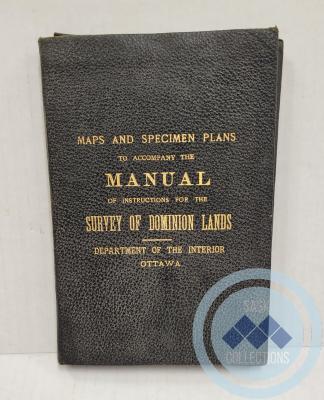 MAPS AND SPECIMEN PLANS
TO ACCOMPANY THE
MANUAL
OF INSTRUCTIONS FOR THE
SURVEY OF DOMINION LANDS
DEPARTMENT OF THE INTERIOR
OTTAWA
SASI
COLLECTIONS